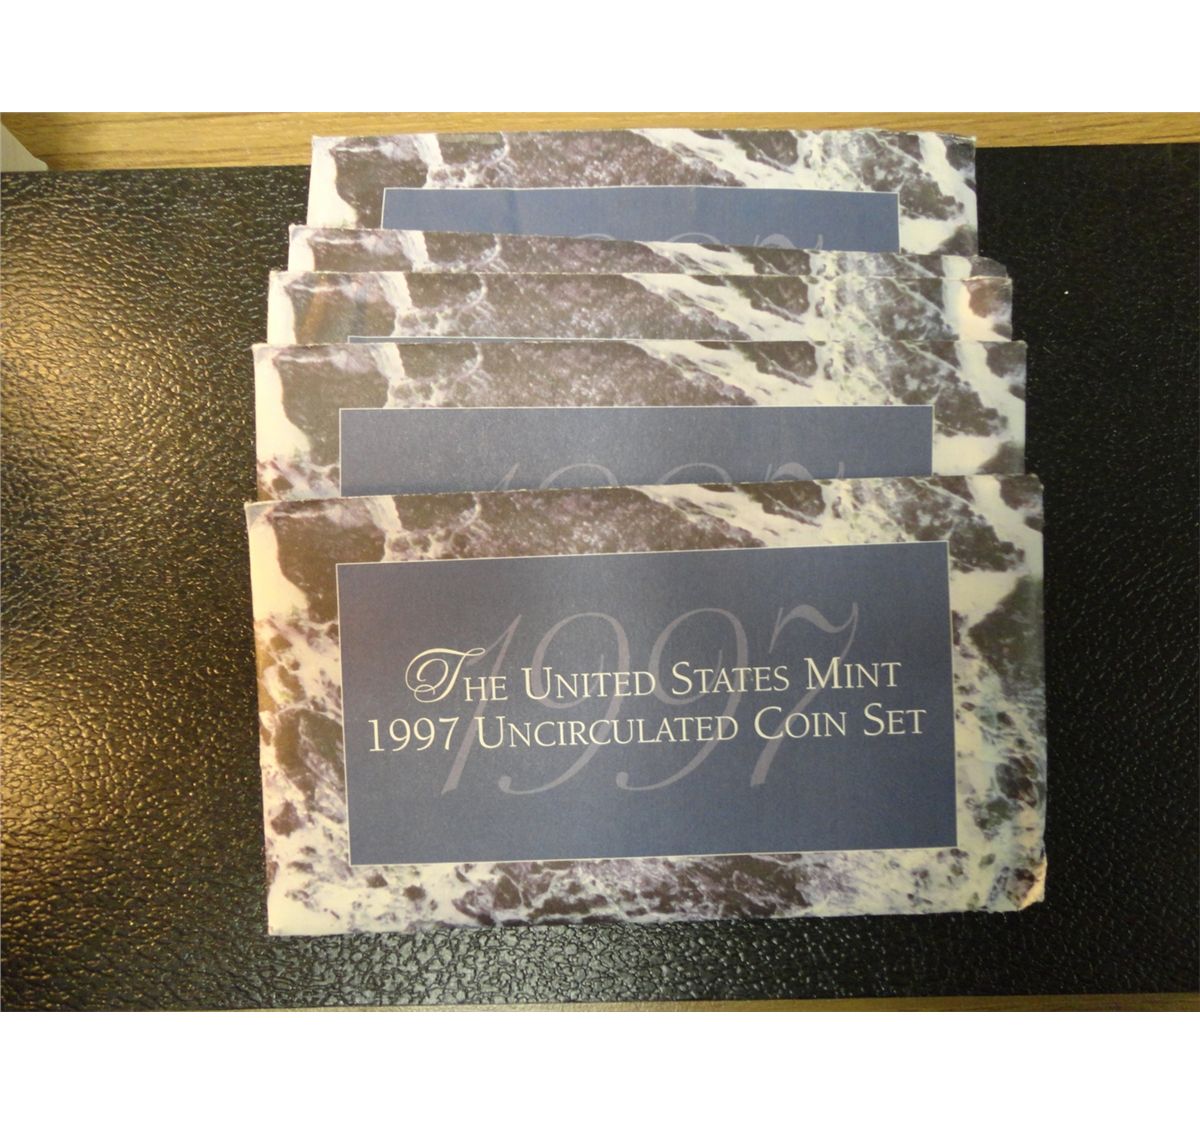 1997
The United States Mint
1997 Uncirculated Coin Set